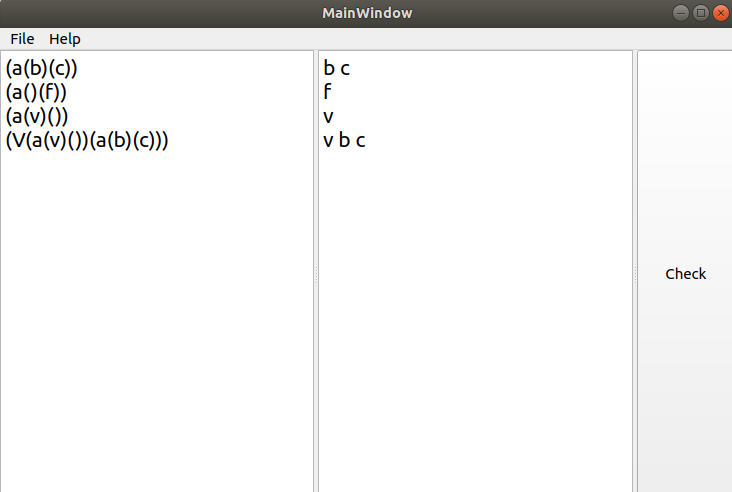 MainWindow
File Help
(a(b)(c))
(a()(f))
(a(v)())
(V(a(v)())(a(b)(c)))
b c
f
v
v b c
Check